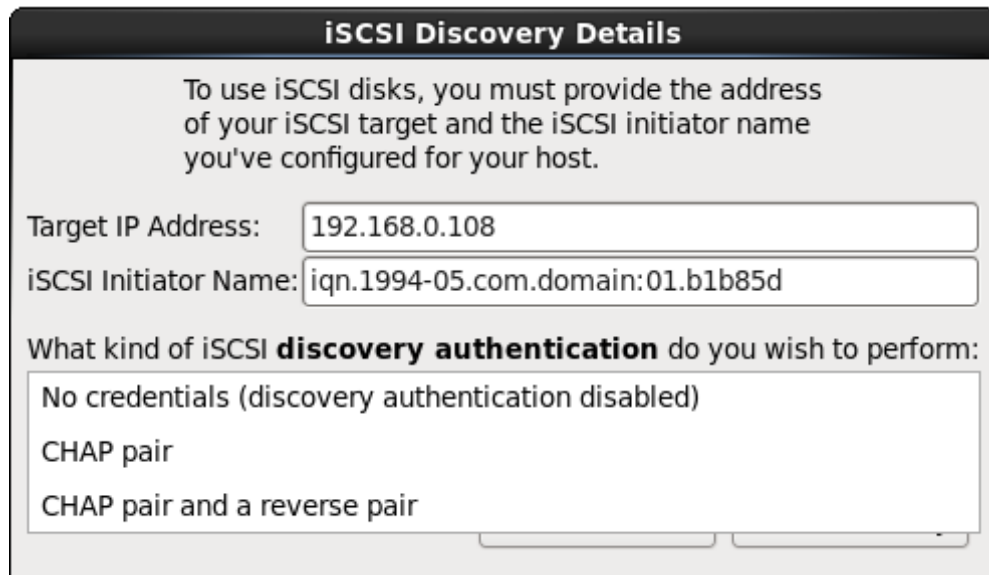 iSCSI Discovery Details
To use iSCSI disks, you must provide the address
of your iSCSI target and the iSCSI initiator name
you've configured for your host.
Target IP Address: 192.168.0.108
iSCSI Initiator Name: iqn.1994-05.com.domain:01.b1b85d
What kind of iSCSI discovery authentication do you wish to perform:
No credentials (discovery authentication disabled)
CHAP pair
CHAP pair and a reverse pair